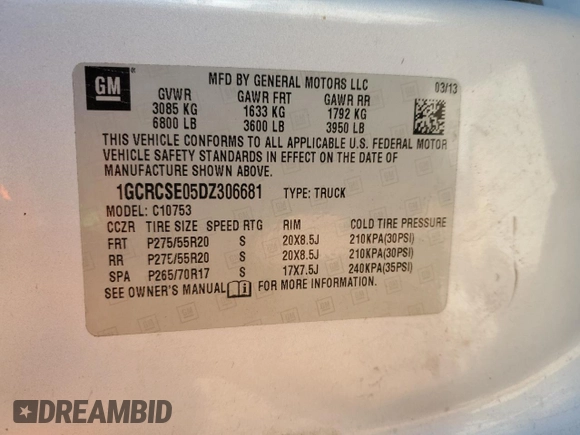 GM
MFD BY GENERAL MOTORS LLC 03/13
GVWR GAWR FRT GAWR RR
3085 KG 1633 KG 1792 KG
6800 LB 3600 LB 3950 LB
THIS VEHICLE CONFORMS TO ALL APPLICABLE U.S. FEDERAL MOTOR
VEHICLE SAFETY STANDARDS IN EFFECT ON THE DATE OF
MANUFACTURE SHOWN ABOVE.
1GCRCSE05DZ306681 TYPE: TRUCK
MODEL: C10753
CCZR TIRE SIZE SPEED RTG RIM COLD TIRE PRESSURE
FRT P275/55R20 S 20X8.5J 210KPA(30PSI)
RR P275/55R20 S 20X8.5J 210KPA(30PSI)
SPA P265/70R17 S 17X7.5J 240KPA(35PSI)
SEE OWNER'S MANUAL FOR MORE INFORMATION.
DREAMBID